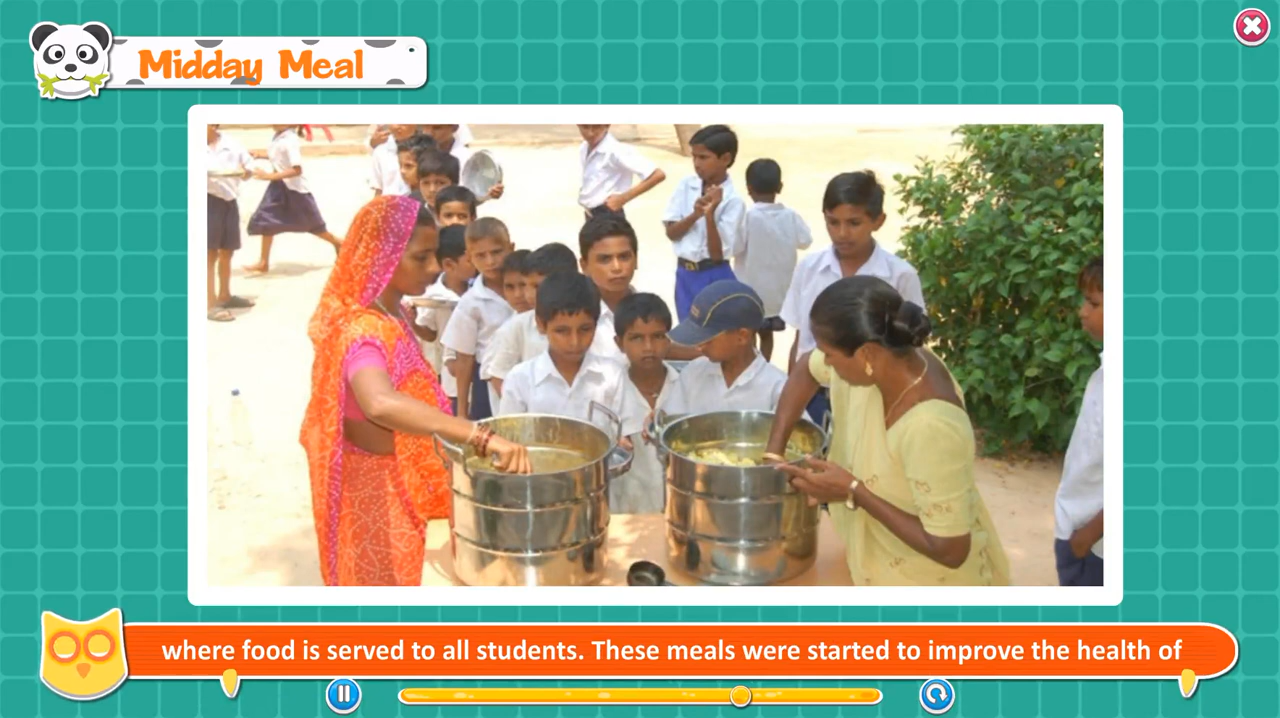 Midday Meal
where food is served to all students. These meals were started to improve the health of